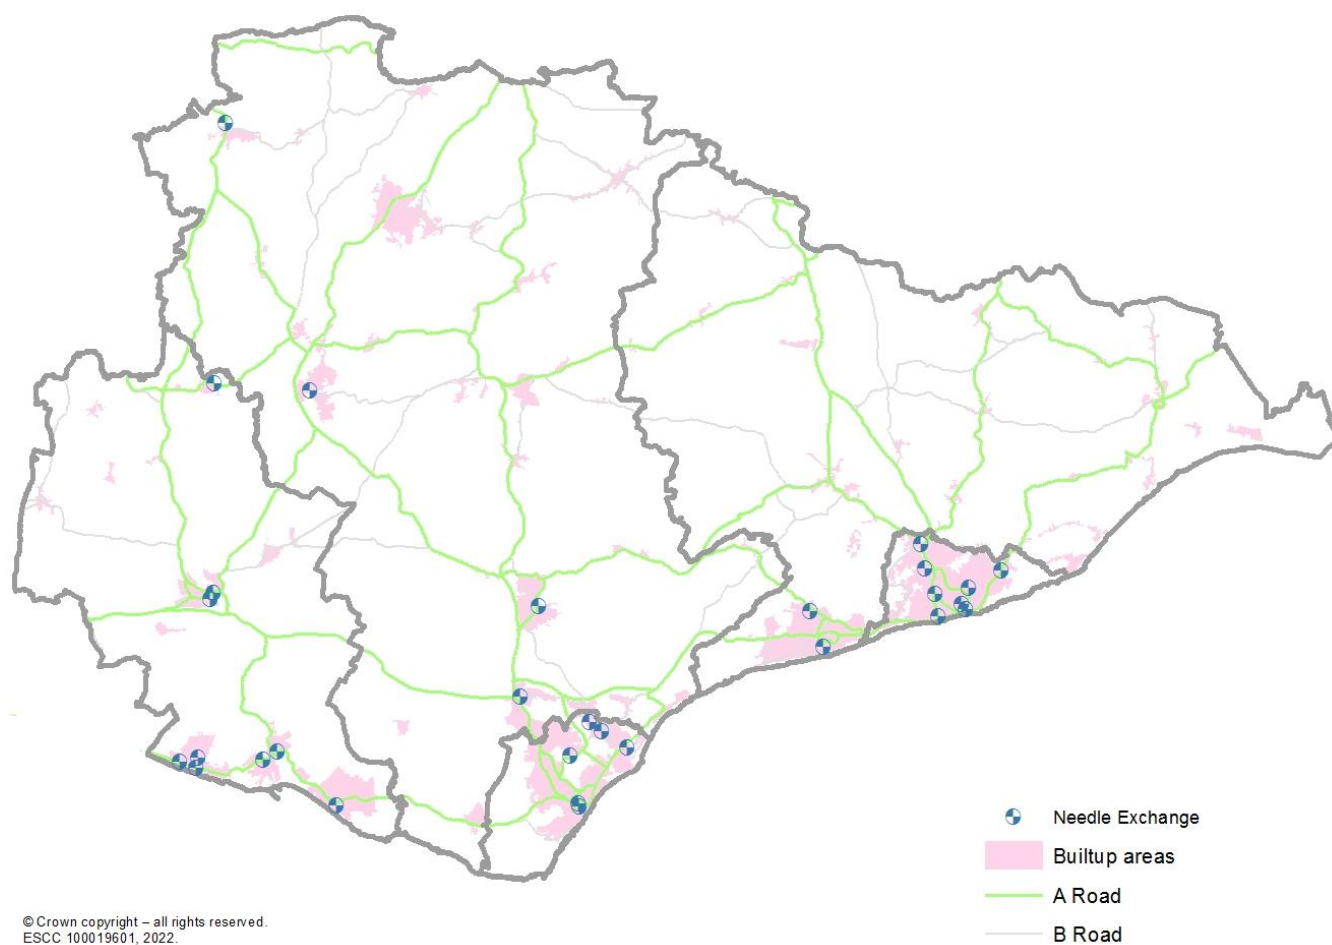 Needle Exchange
Builtup areas
A Road
B Road
© Crown copyright – all rights reserved.
ESCC 100019601, 2022.